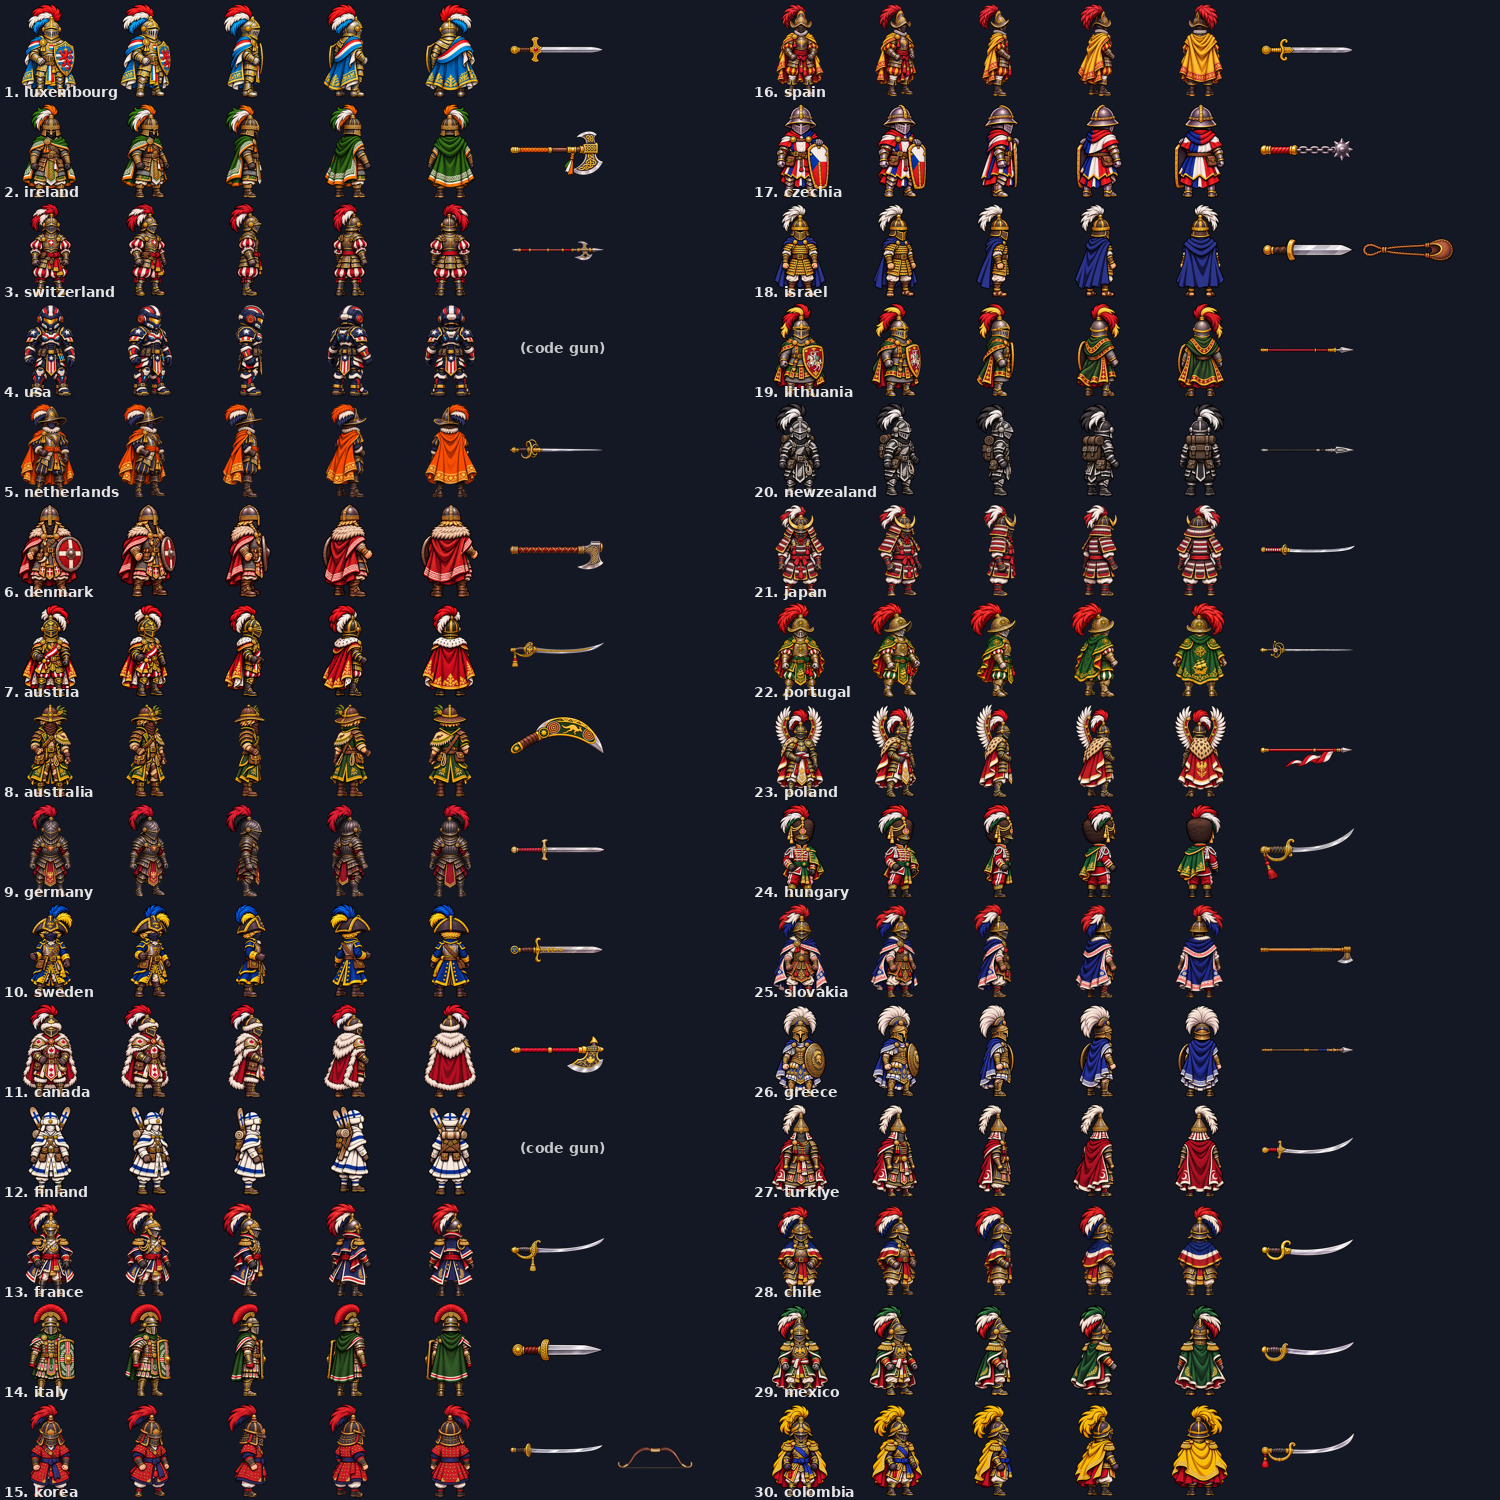 1. luxembourg
2. ireland
3. switzerland
4. usa
(code gun)
5. netherlands
6. denmark
7. austria
8. australia
9. germany
10. sweden
11. canada
12. finland
(code gun)
13. france
14. italy
15. korea
16. spain
17. czechia
18. israel
19. lithuania
20. newzealand
21. japan
22. portugal
23. poland
24. hungary
25. slovakia
26. greece
27. turkiye
28. chile
29. mexico
30. colombia